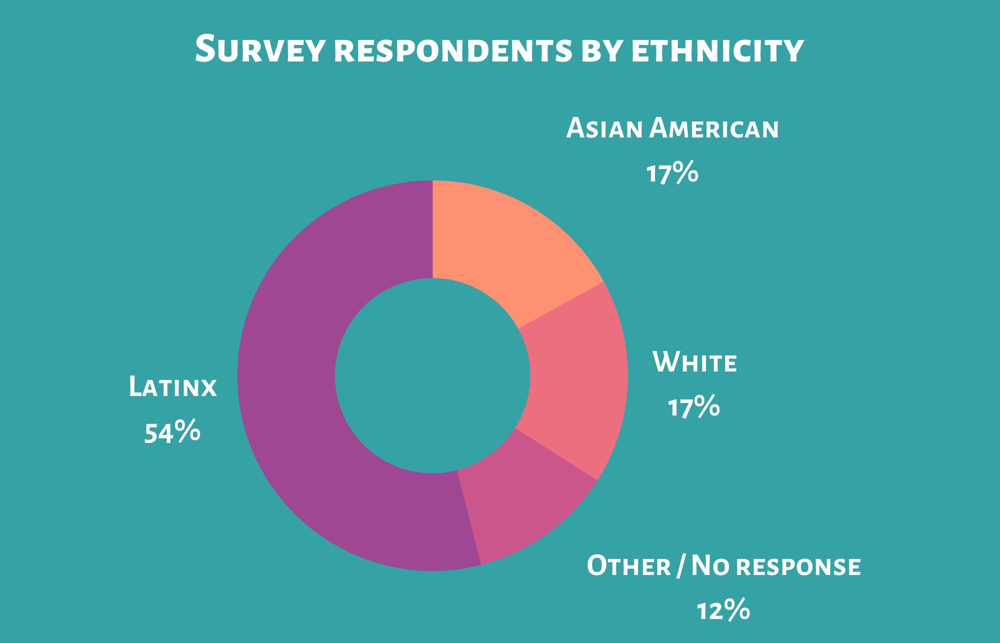 Survey respondents by ethnicity
Asian American
17%
White
17%
Latinx
54%
Other / No response
12%